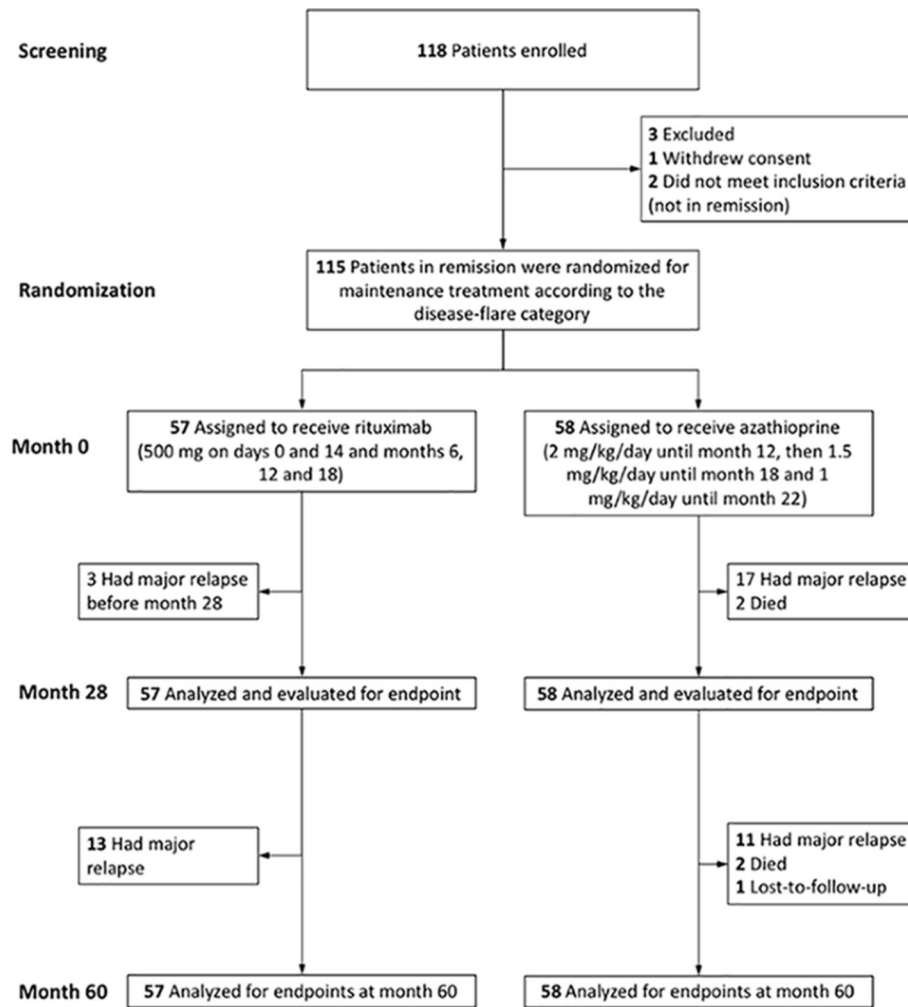 Screening
118 Patients enrolled
3 Excluded
1 Withdrew consent
2 Did not meet inclusion criteria
(not in remission)
Randomization
115 Patients in remission were randomized for
maintenance treatment according to the
disease-flare category
Month 0
57 Assigned to receive rituximab
(500 mg on days 0 and 14 and months 6,
12 and 18)
58 Assigned to receive azathioprine
(2 mg/kg/day until month 12, then 1.5
mg/kg/day until month 18 and 1
mg/kg/day until month 22)
3 Had major relapse
before month 28
17 Had major relapse
2 Died
Month 28
57 Analyzed and evaluated for endpoint
58 Analyzed and evaluated for endpoint
13 Had major
relapse
11 Had major relapse
2 Died
1 Lost-to-follow-up
Month 60
57 Analyzed for endpoints at month 60
58 Analyzed for endpoints at month 60